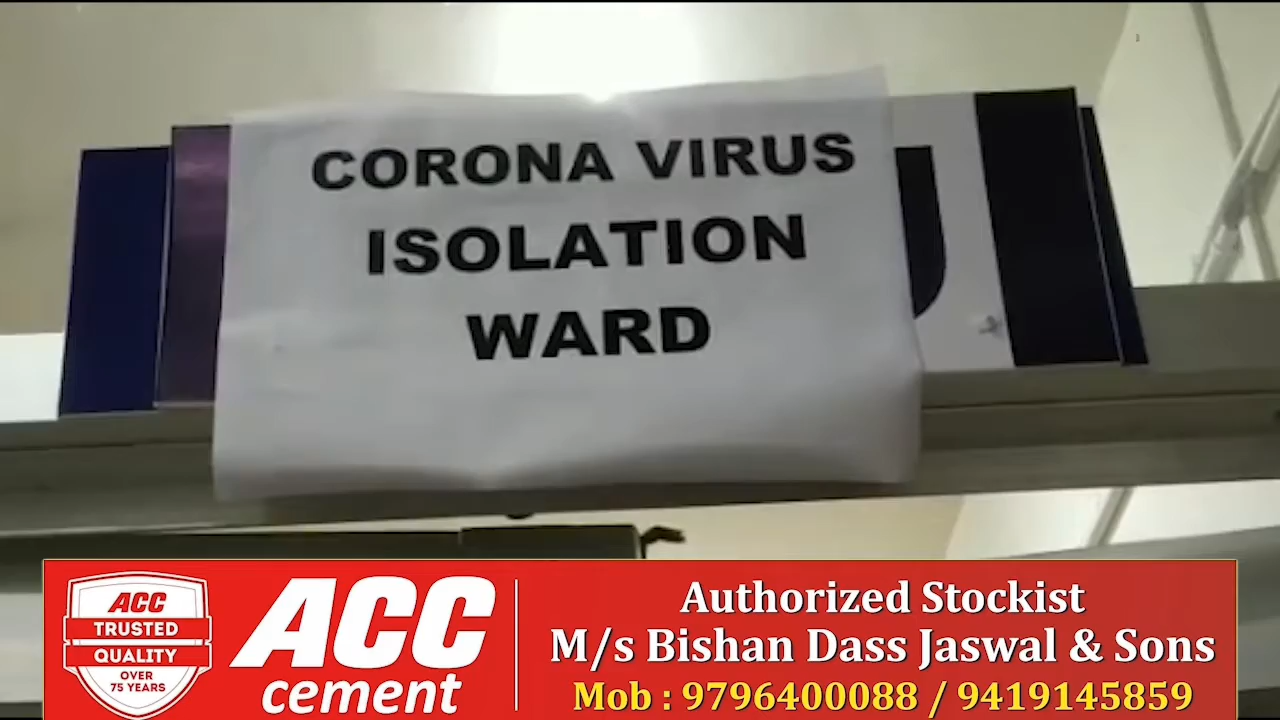 CORONA VIRUS
ISOLATION
WARD
ACC
TRUSTED
QUALITY
OVER
75 YEARS
ACC
cement
Authorized Stockist
M/s Bishan Dass Jaswal & Sons
Mob : 9796400088 / 9419145859